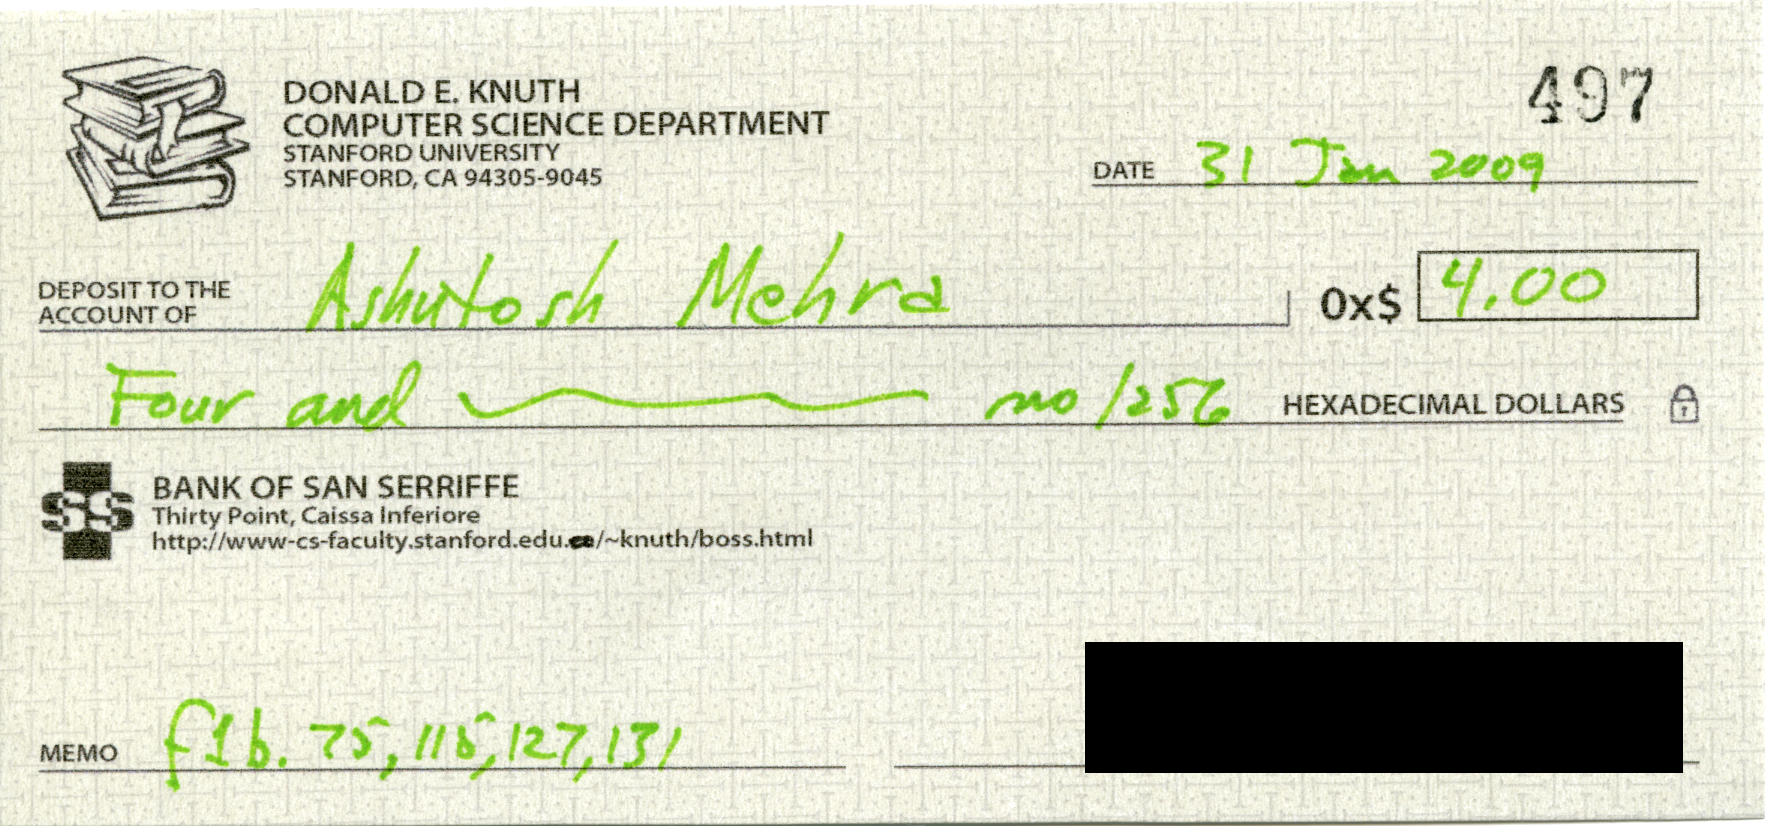 DONALD E. KNUTH
COMPUTER SCIENCE DEPARTMENT
STANFORD UNIVERSITY
STANFORD, CA 94305-9045
497
DATE 31 Jan 2009
DEPOSIT TO THE
ACCOUNT OF Ashutosh Mehra 0x$ 4.00
Four and no/256 HEXADECIMAL DOLLARS
SS BANK OF SAN SERRIFFE
Thirty Point, Caissa Inferiore
http://www-cs-faculty.stanford.edu./~knuth/boss.html
MEMO f1b. 75, 115, 127, 131